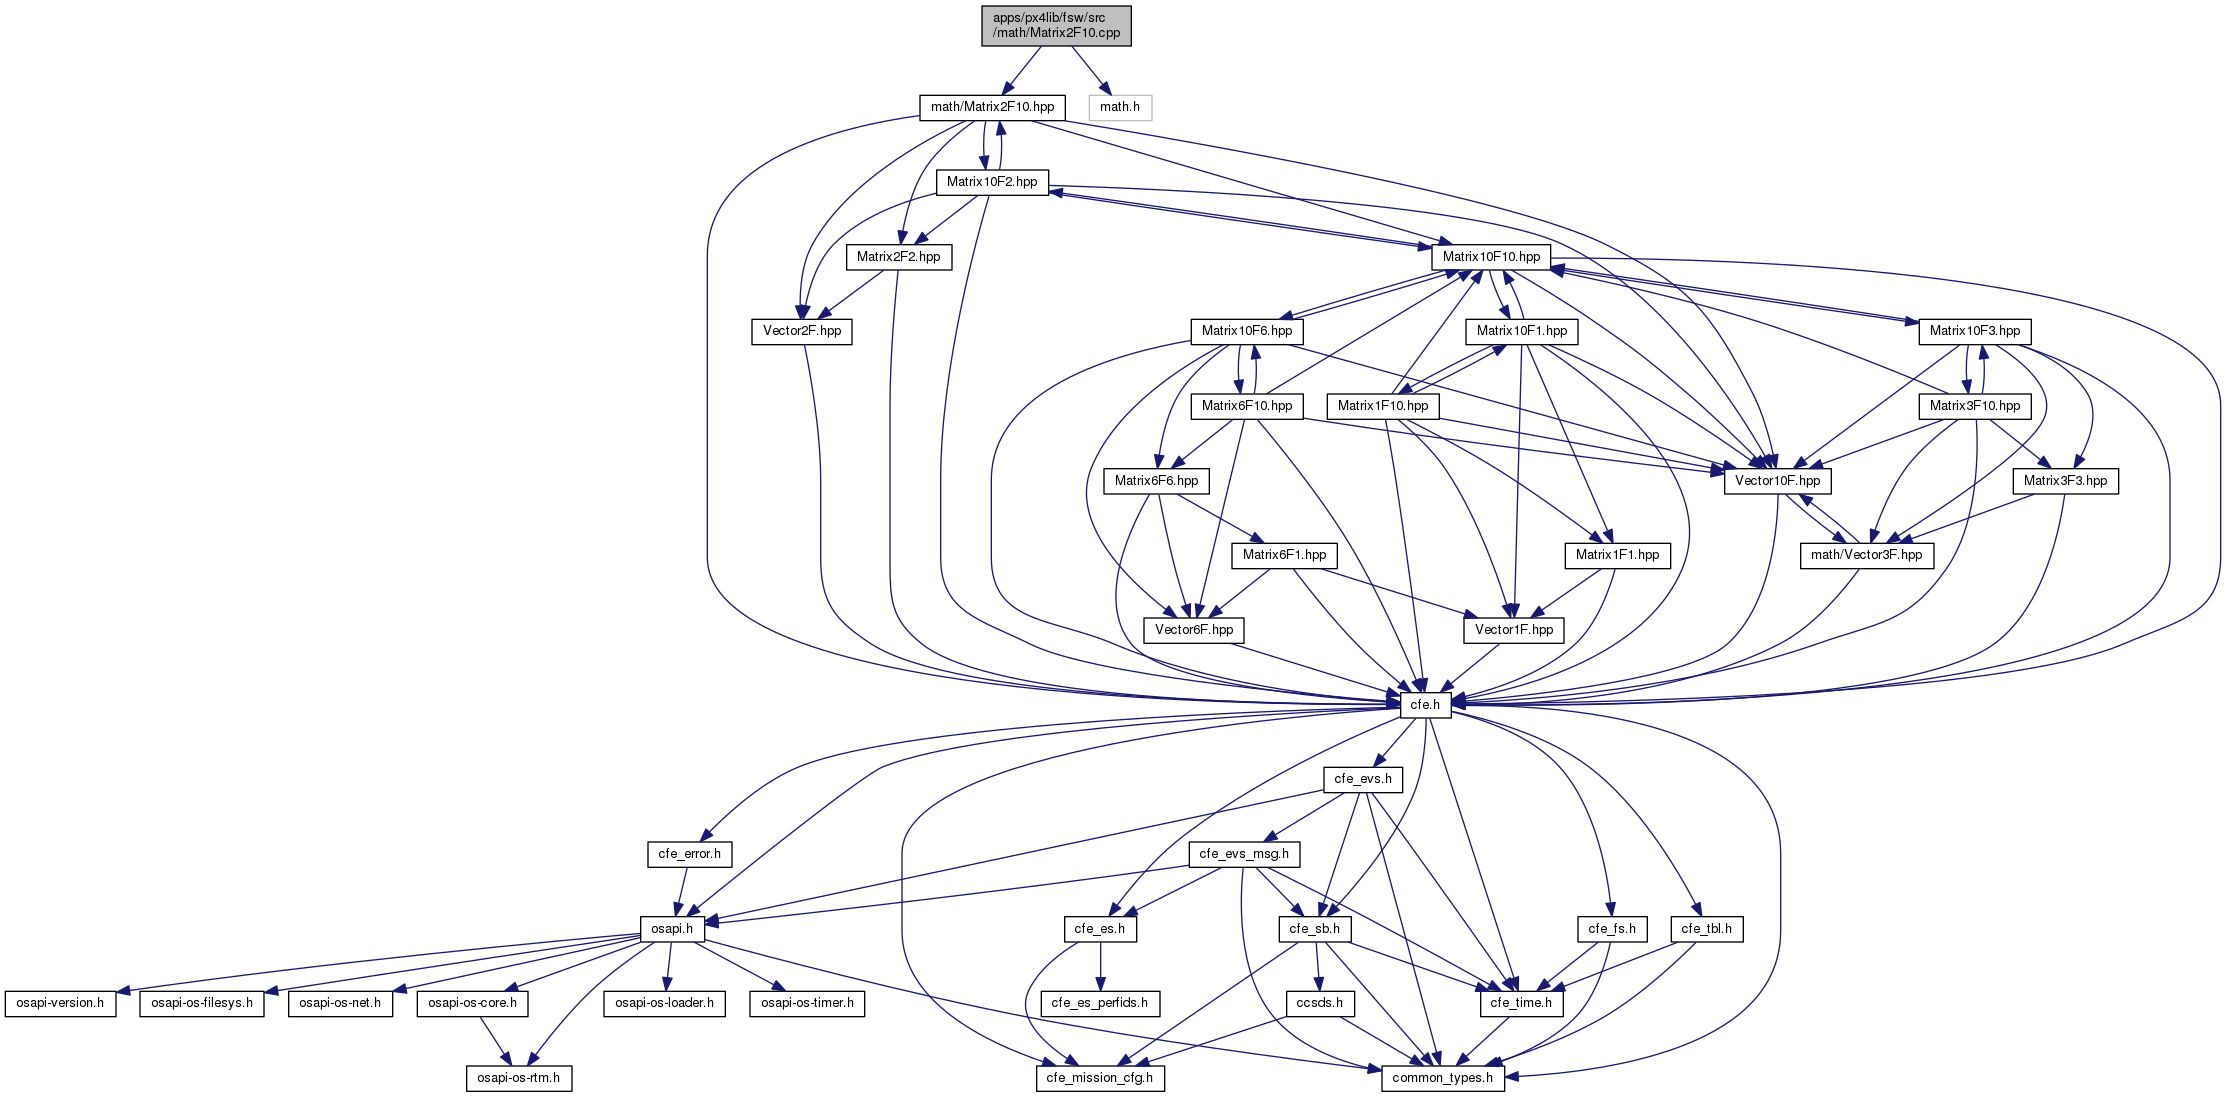 apps/px4lib/fsw/src
/math/Matrix2F10.cpp
math/Matrix2F10.hpp
math.h
Matrix10F2.hpp
Matrix2F2.hpp
Matrix10F10.hpp
Vector2F.hpp
Matrix10F6.hpp
Matrix10F1.hpp
Matrix10F3.hpp
Matrix6F10.hpp
Matrix1F10.hpp
Matrix3F10.hpp
Matrix6F6.hpp
Vector10F.hpp
Matrix3F3.hpp
Matrix6F1.hpp
Matrix1F1.hpp
math/Vector3F.hpp
Vector6F.hpp
Vector1F.hpp
cfe.h
cfe_evs.h
cfe_error.h
cfe_evs_msg.h
osapi.h
cfe_es.h
cfe_sb.h
cfe_fs.h
cfe_tbl.h
osapi-version.h
osapi-os-filesys.h
osapi-os-net.h
osapi-os-core.h
osapi-os-loader.h
osapi-os-timer.h
cfe_es_perfids.h
ccsds.h
cfe_time.h
osapi-os-rtm.h
cfe_mission_cfg.h
common_types.h